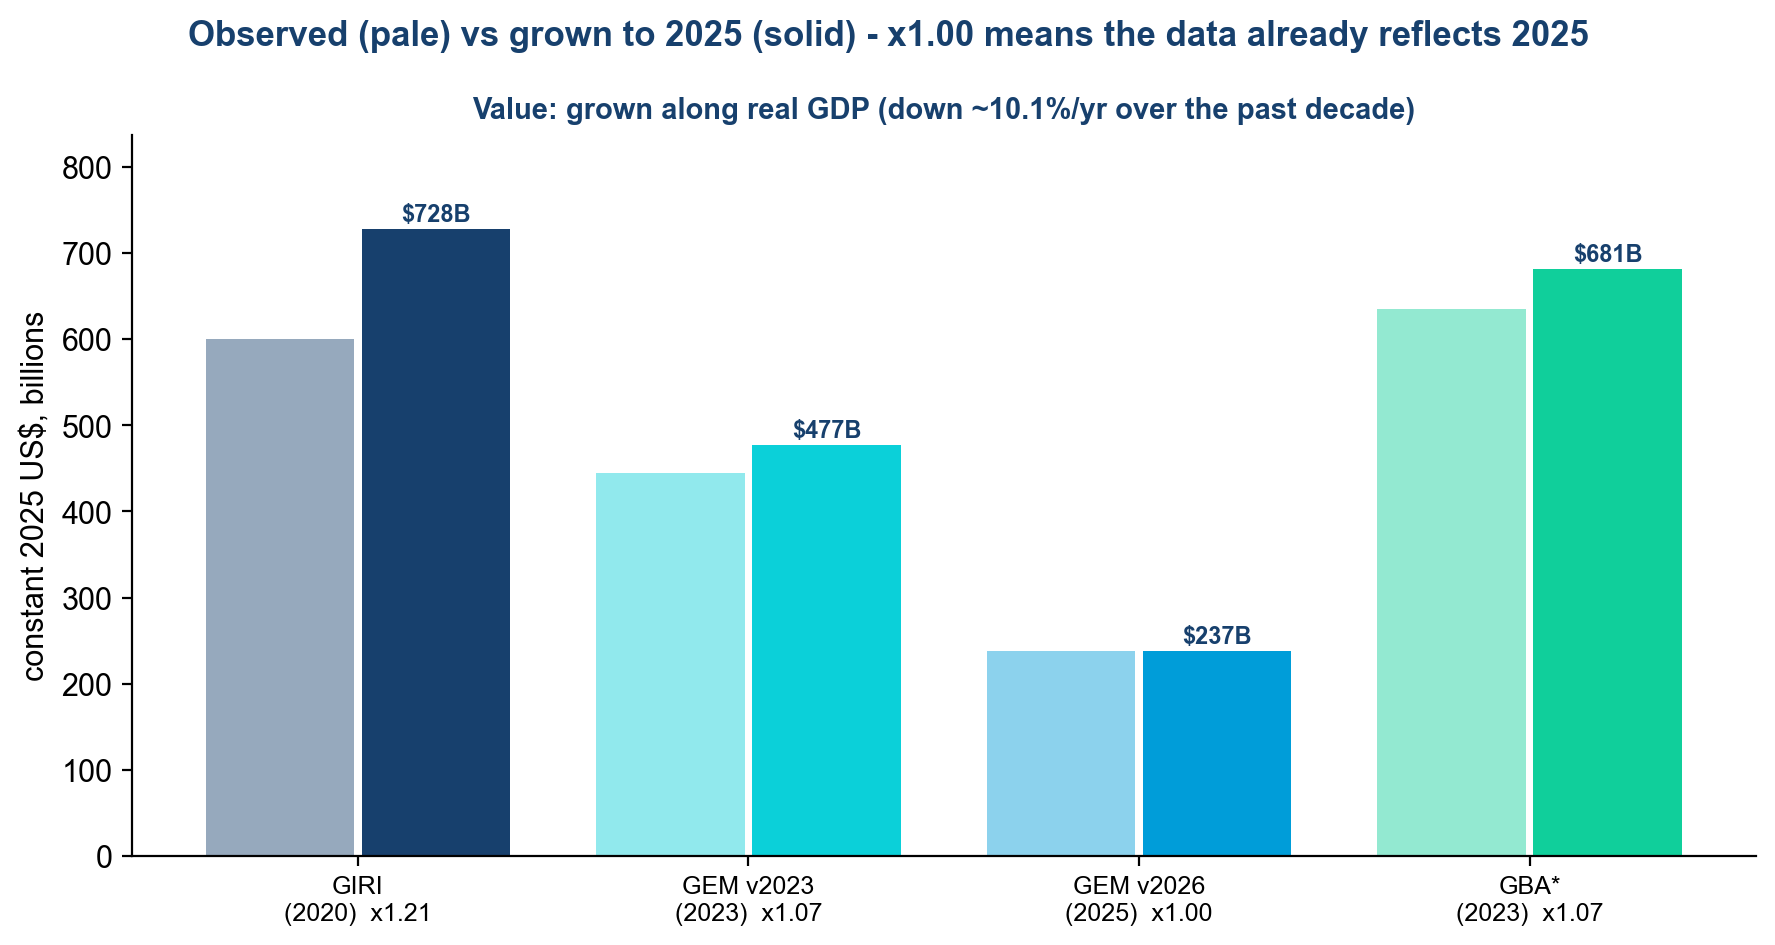 Observed (pale) vs grown to 2025 (solid) - x1.00 means the data already reflects 2025
Value: grown along real GDP (down ~10.1%/yr over the past decade)
constant 2025 US$, billions
800
700
600
500
400
300
200
100
0
$728B
$477B
$237B
$681B
GIRI
(2020) x1.21
GEM v2023
(2023) x1.07
GEM v2026
(2025) x1.00
GBA*
(2023) x1.07